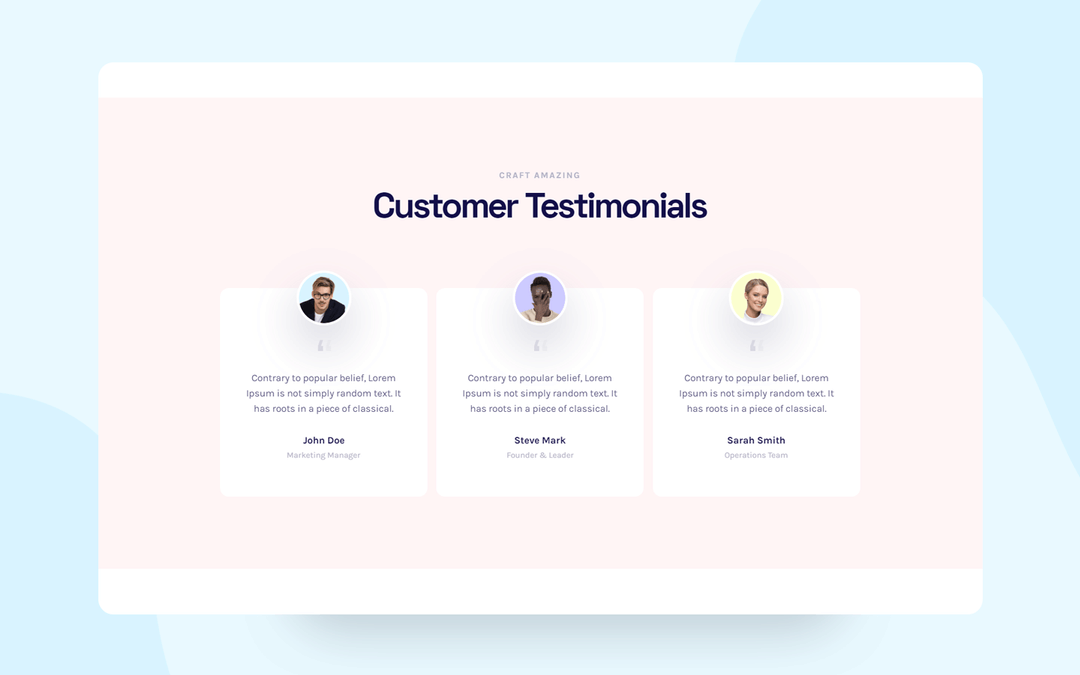 CRAFT AMAZING
Customer Testimonials
“
Contrary to popular belief, Lorem
Ipsum is not simply random text. It
has roots in a piece of classical.
John Doe
Marketing Manager
“
Contrary to popular belief, Lorem
Ipsum is not simply random text. It
has roots in a piece of classical.
Steve Mark
Founder & Leader
“
Contrary to popular belief, Lorem
Ipsum is not simply random text. It
has roots in a piece of classical.
Sarah Smith
Operations Team